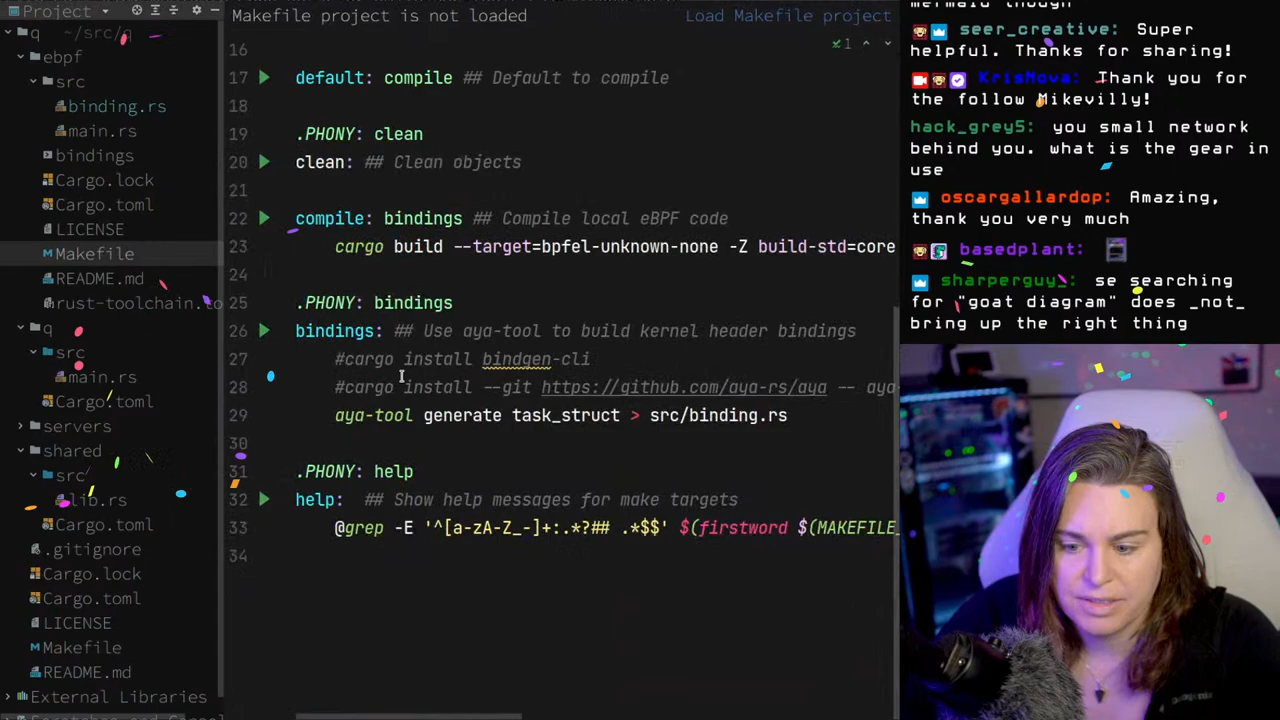 Project
Makefile project is not loaded
Load Makefile project
q ~/src/q
ebpf
src
binding.rs
main.rs
bindings
Cargo.lock
Cargo.toml
LICENSE
Makefile
README.md
rust-toolchain.to
q
src
main.rs
Cargo.toml
servers
shared
src
lib.rs
Cargo.toml
.gitignore
Cargo.lock
Cargo.toml
LICENSE
Makefile
README.md
External Libraries
1
16
17 default: compile ## Default to compile
18
19 .PHONY: clean
20 clean: ## Clean objects
21
22 compile: bindings ## Compile local eBPF code
23 cargo build --target=bpfel-unknown-none -Z build-std=core
24
25 .PHONY: bindings
26 bindings: ## Use aya-tool to build kernel header bindings
27 #cargo install bindgen-cli
28 #cargo install --git https://github.com/aya-rs/aya -- aya-
29 aya-tool generate task_struct > src/binding.rs
30
31 .PHONY: help
32 help: ## Show help messages for make targets
33 @grep -E '^[a-zA-Z_-]+:.*?## .*$$' $(firstword $(MAKEFILE_
34
mermaid though
seer_creative: Super
helpful. Thanks for sharing!
KrisNova: Thank you for
the follow Mikevilly!
hack_grey5: you small network
behind you. what is the gear in
use
oscargallardop: Amazing,
thank you very much
basedplant:
sharperguy: se searching
for "goat diagram" does _not_
bring up the right thing